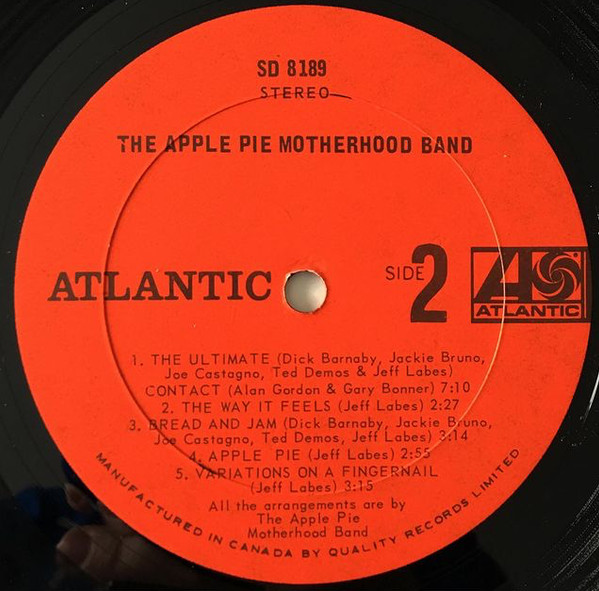 SD 8189
STEREO
THE APPLE PIE MOTHERHOOD BAND
ATLANTIC
SIDE 2
ATLANTIC
1. THE ULTIMATE (Dick Barnaby, Jackie Bruno,
Joe Castagno, Ted Demos & Jeff Labes)
CONTACT (Alan Gordon & Gary Bonner) 7:10
2. THE WAY IT FEELS (Jeff Labes) 2:27
3. BREAD AND JAM (Dick Barnaby, Jackie Bruno,
Joe Castagno, Ted Demos, Jeff Labes) 3:14
4. APPLE PIE (Jeff Labes) 2:55
5. VARIATIONS ON A FINGERNAIL
(Jeff Labes) 3:15
All the arrangements are by
The Apple Pie
Motherhood Band
MANUFACTURED IN CANADA BY QUALITY RECORDS LIMITED